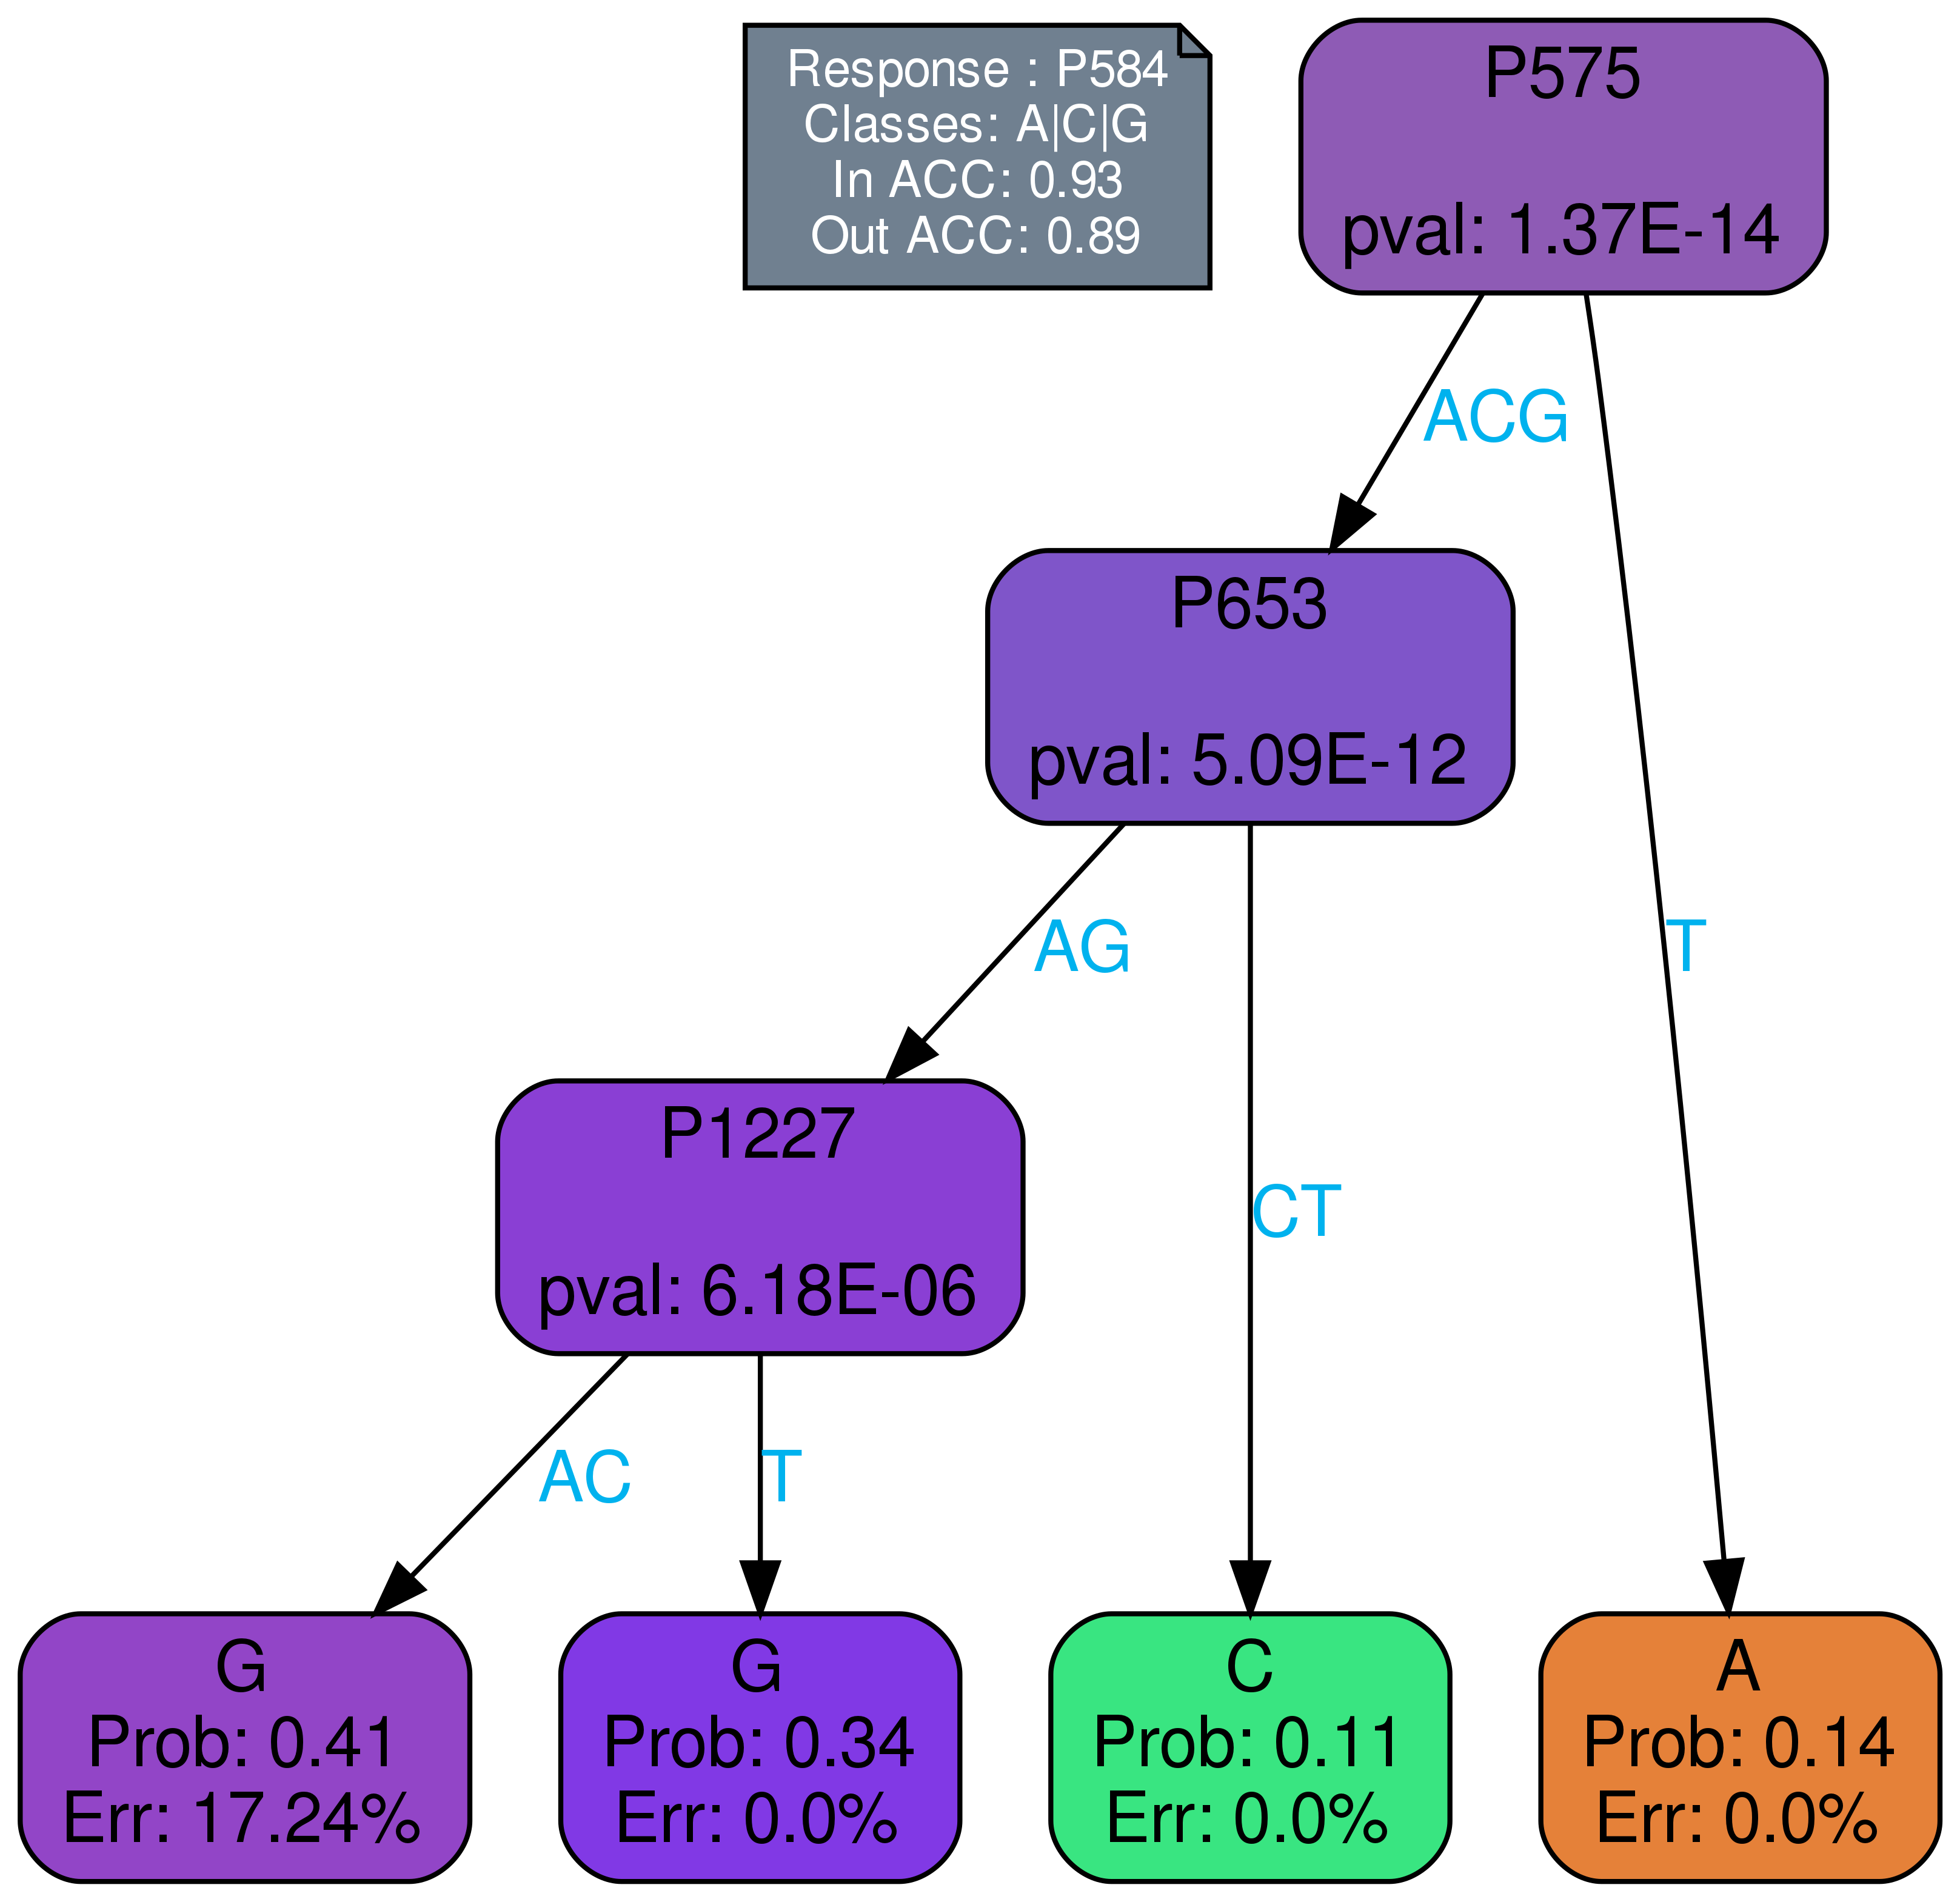 Response : P584
Classes: A|C|G
In ACC: 0.93
Out ACC: 0.89
P575
pval: 1.37E-14
ACG
T
P653
pval: 5.09E-12
AG
CT
P1227
pval: 6.18E-06
AC
T
G
Prob: 0.41
Err: 17.24%
G
Prob: 0.34
Err: 0.0%
C
Prob: 0.11
Err: 0.0%
A
Prob: 0.14
Err: 0.0%